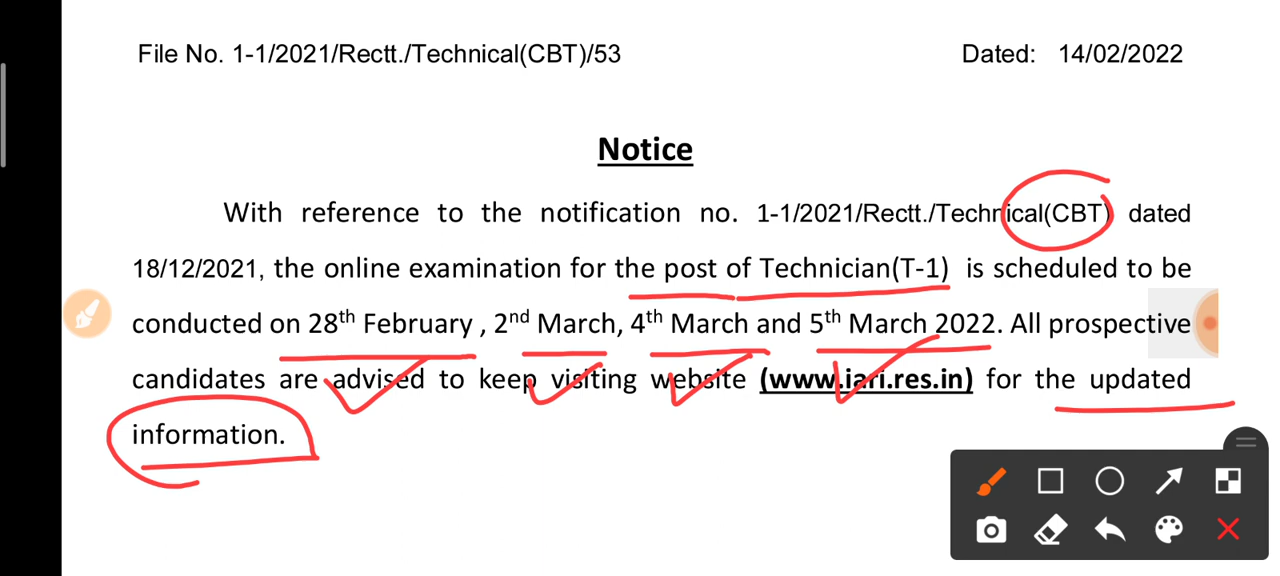 File No. 1-1/2021/Rectt./Technical(CBT)/53 Dated: 14/02/2022
Notice
With reference to the notification no. 1-1/2021/Rectt./Technical(CBT) dated
18/12/2021, the online examination for the post of Technician(T-1) is scheduled to be
conducted on 28th February , 2nd March, 4th March and 5th March 2022. All prospective
candidates are advised to keep visiting website (www.iari.res.in) for the updated
information.